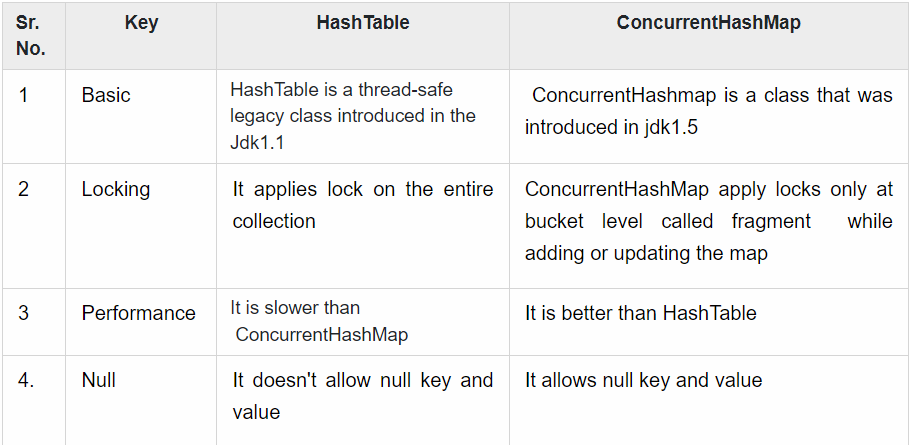 Sr. No. Key HashTable ConcurrentHashMap
1 Basic HashTable is a thread-safe legacy class introduced in the Jdk1.1 ConcurrentHashmap is a class that was introduced in jdk1.5
2 Locking It applies lock on the entire collection ConcurrentHashMap apply locks only at bucket level called fragment while adding or updating the map
3 Performance It is slower than ConcurrentHashMap It is better than HashTable
4. Null It doesn't allow null key and value It allows null key and value